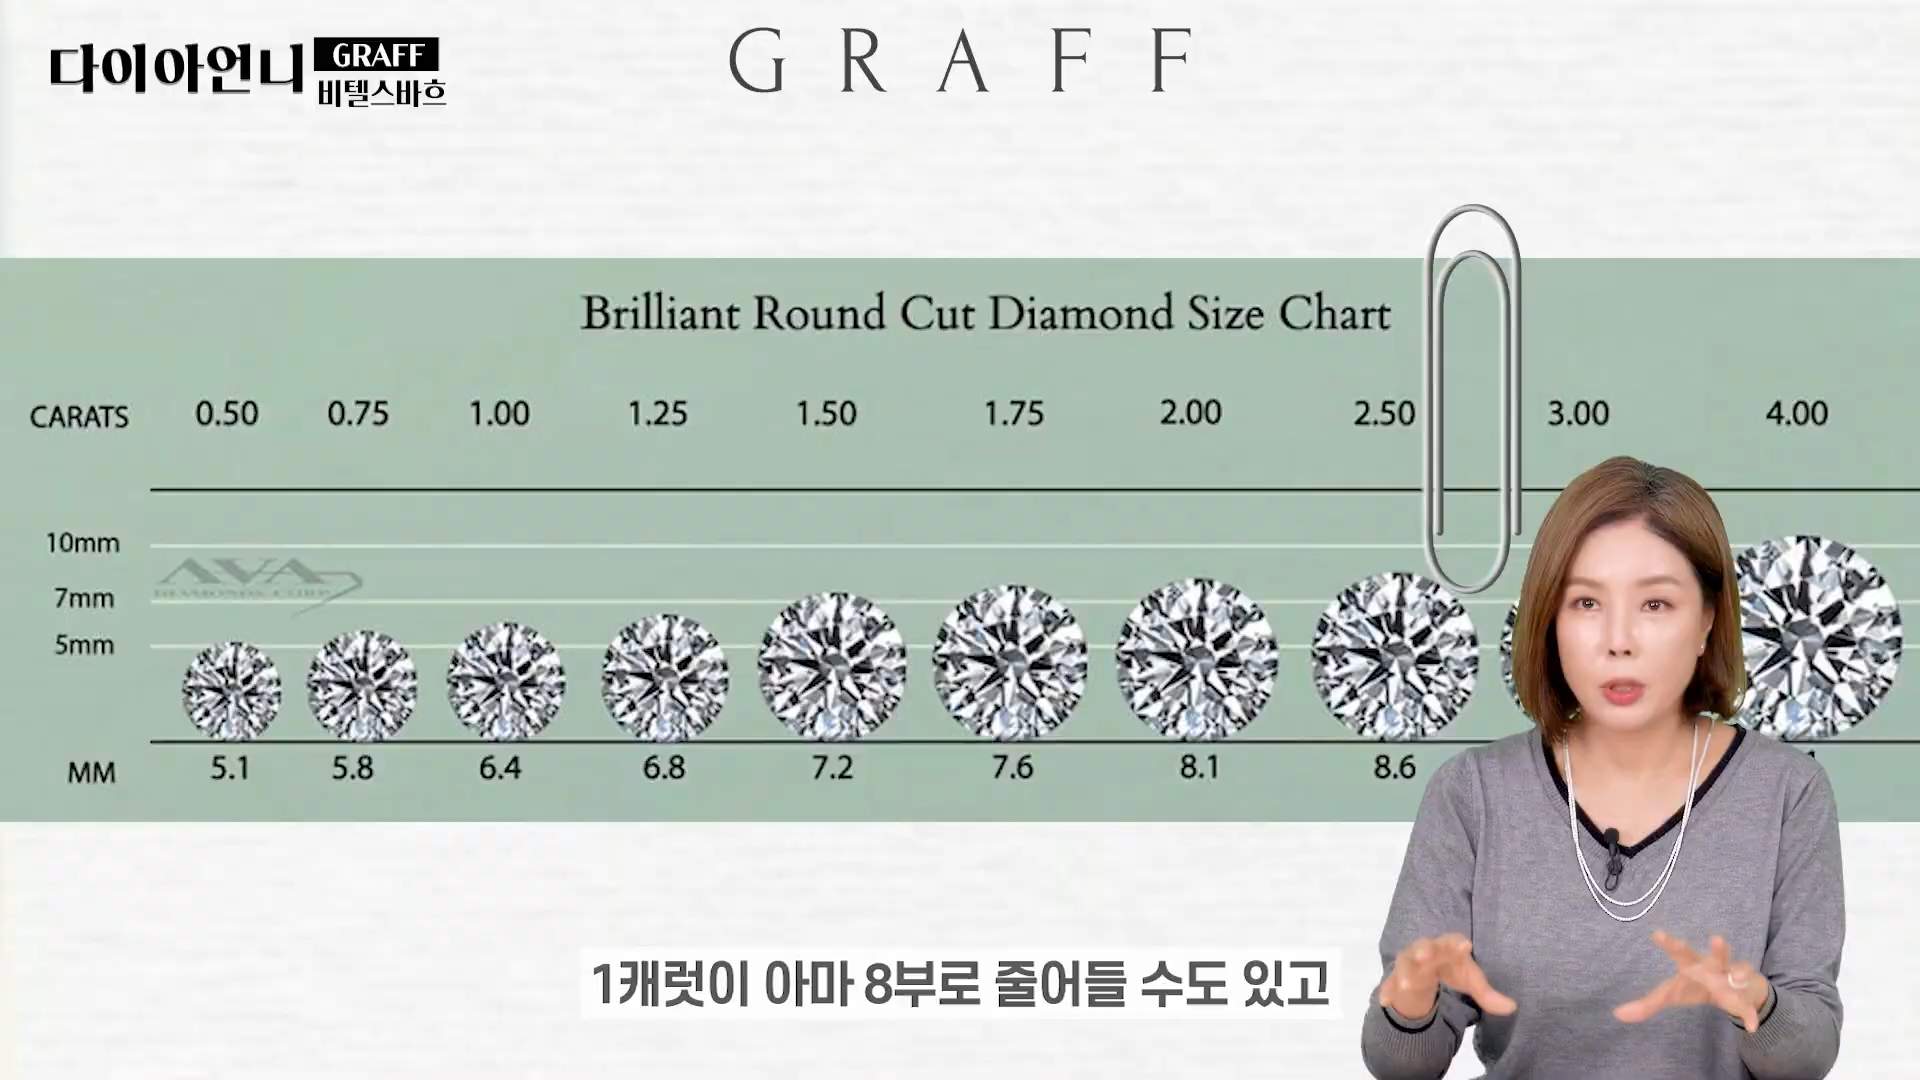 다이아언니 GRAFF
비텔스바흐
GRAFF
Brilliant Round Cut Diamond Size Chart
CARATS 0.50 0.75 1.00 1.25 1.50 1.75 2.00 2.50 3.00 4.00
10mm
AVA
DIAMONDS CORP
7mm
5mm
MM 5.1 5.8 6.4 6.8 7.2 7.6 8.1 8.6
1캐럿이 아마 8부로 줄어들 수도 있고